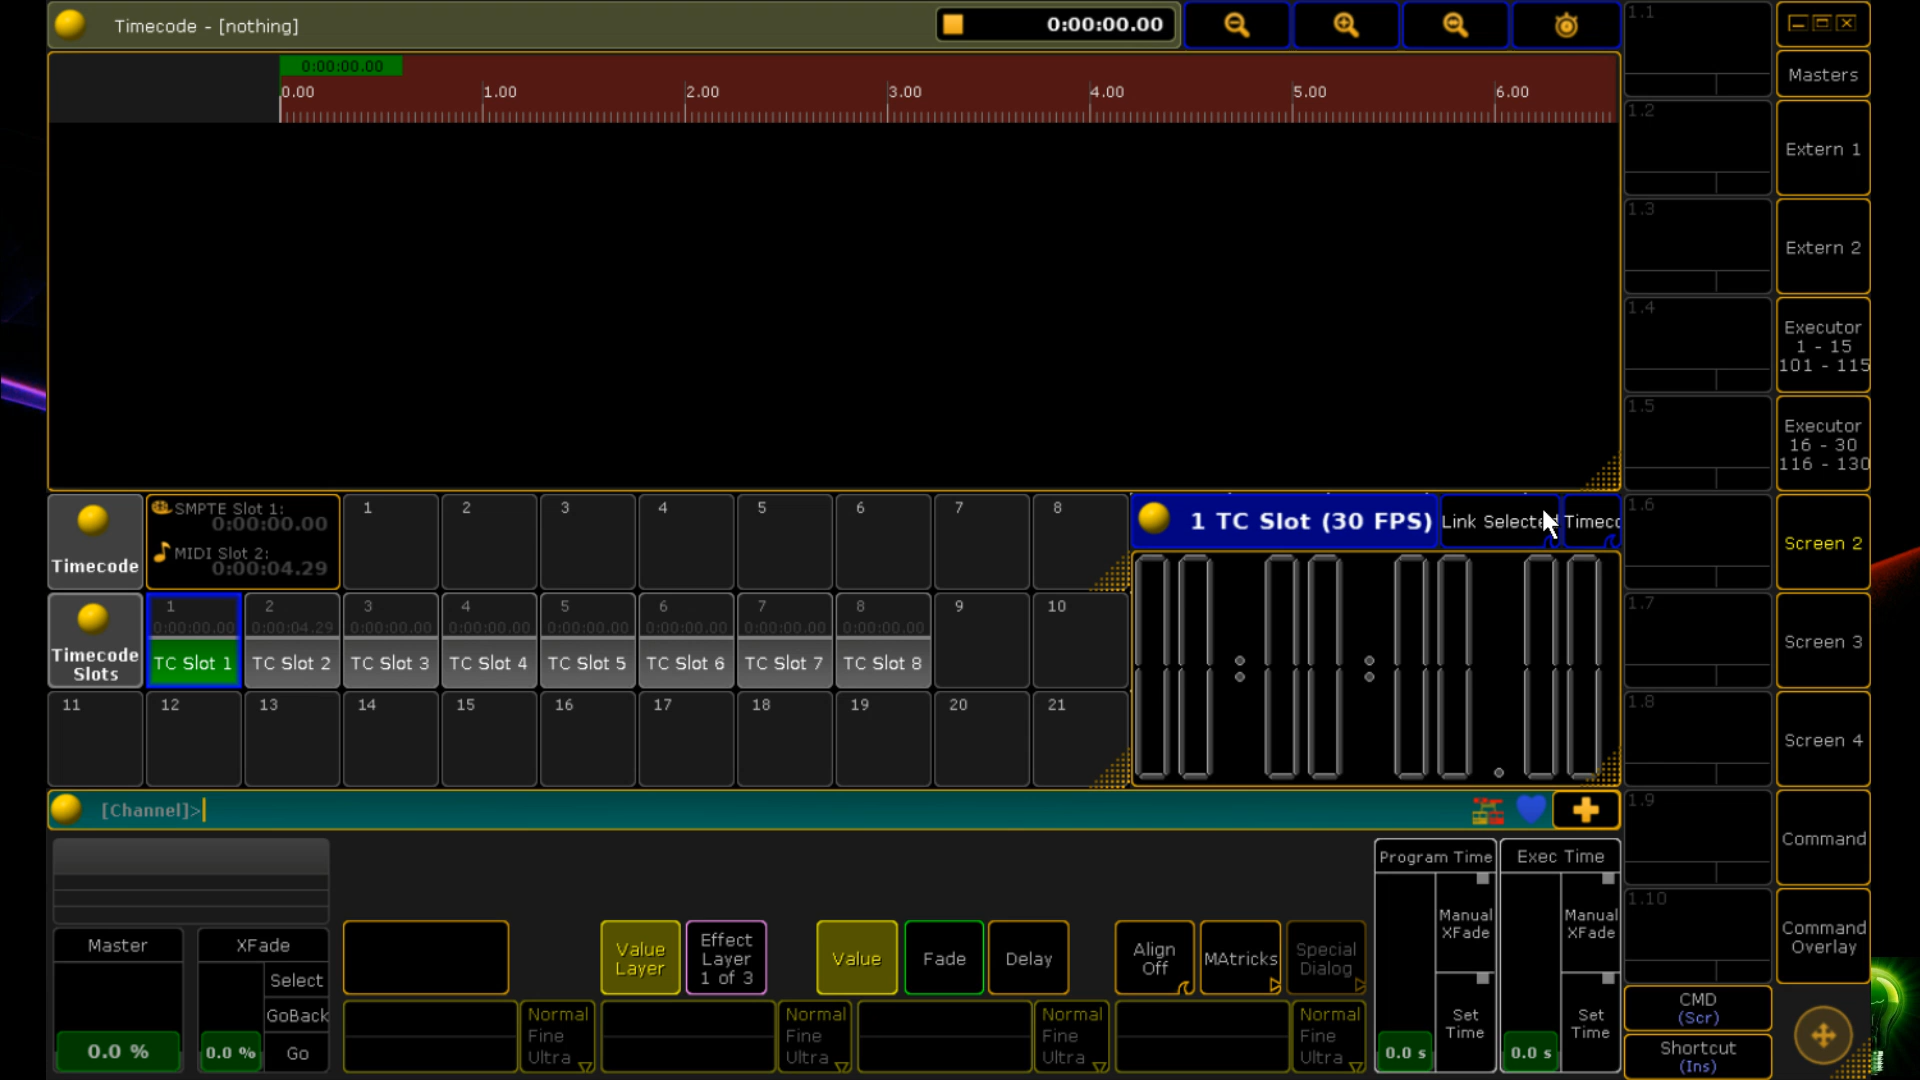 Timecode - [nothing]
0:00:00.00
0:00:00.00
0.00 1.00 2.00 3.00 4.00 5.00 6.00
1.1
1.2
1.3
1.4
1.5
1.6
1.7
1.8
1.9
1.10
Masters
Extern 1
Extern 2
Executor
1 - 15
101 - 115
Executor
16 - 30
116 - 130
Screen 2
Screen 3
Screen 4
Command
Command
Overlay
Timecode
SMPTE Slot 1:
0:00:00.00
MIDI Slot 2:
0:00:04.29
1 2 3 4 5 6 7 8
1 TC Slot (30 FPS)
Link Selecte
Timeco
Timecode
Slots
1 2 3 4 5 6 7 8 9 10
0:00:00.00 0:00:04.29 0:00:00.00 0:00:00.00 0:00:00.00 0:00:00.00 0:00:00.00 0:00:00.00
TC Slot 1 TC Slot 2 TC Slot 3 TC Slot 4 TC Slot 5 TC Slot 6 TC Slot 7 TC Slot 8
11 12 13 14 15 16 17 18 19 20 21
[Channel]>
Master
0.0 %
XFade
Select
GoBack
Go
0.0 %
Value
Layer
Effect
Layer
1 of 3
Value
Fade
Delay
Align
Off
MAtricks
Special
Dialog
Normal
Fine
Ultra
Normal
Fine
Ultra
Normal
Fine
Ultra
Normal
Fine
Ultra
Program Time
Manual
XFade
Set
Time
0.0 s
Exec Time
Manual
XFade
Set
Time
0.0 s
CMD
(Scr)
Shortcut
(Ins)